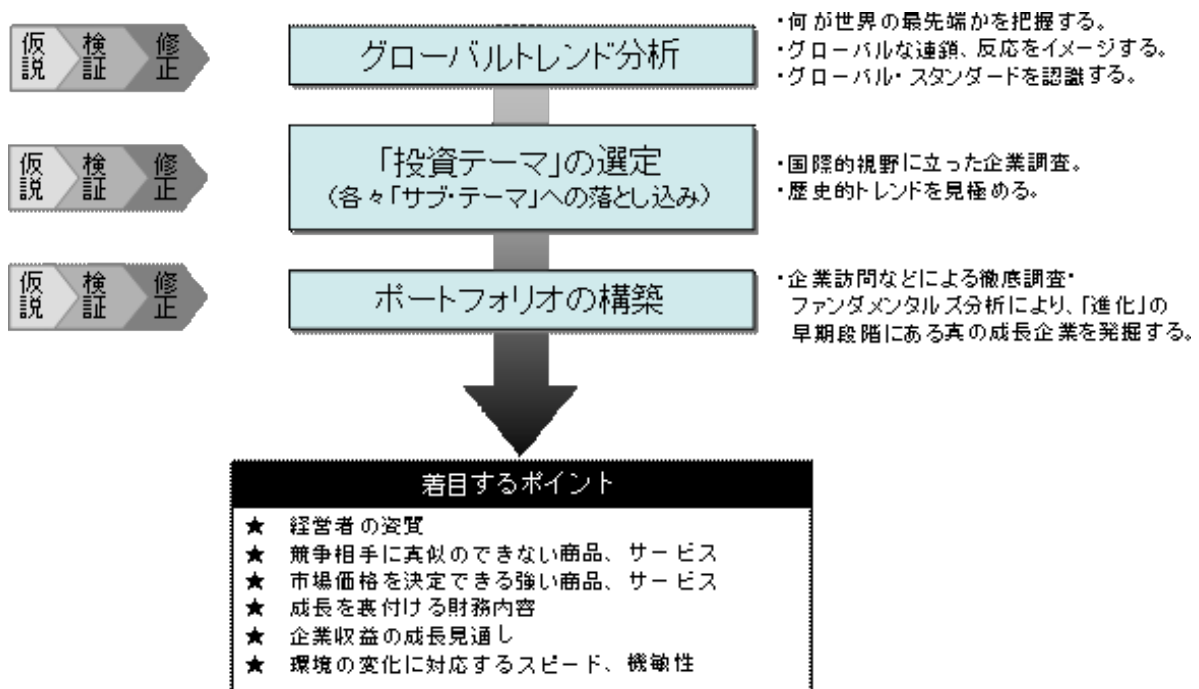 仮説 検証 修正
グローバルトレンド分析
・何が世界の最先端かを把握する。
・グローバルな連鎖、反応をイメージする。
・グローバル・スタンダードを認識する。
仮説 検証 修正
「投資テーマ」の選定
(各々「サブ・テーマ」への落とし込み)
・国際的視野に立った企業調査。
・歴史的トレンドを見極める。
仮説 検証 修正
ポートフォリオの構築
・企業訪問などによる徹底調査・
ファンダメンタルズ分析により、「進化」の
早期段階にある真の成長企業を発掘する。
着目するポイント
★ 経営者の資質
★ 競争相手に真似のできない商品、サービス
★ 市場価格を決定できる強い商品、サービス
★ 成長を裏付ける財務内容
★ 企業収益の成長見通し
★ 環境の変化に対応するスピード、機敏性